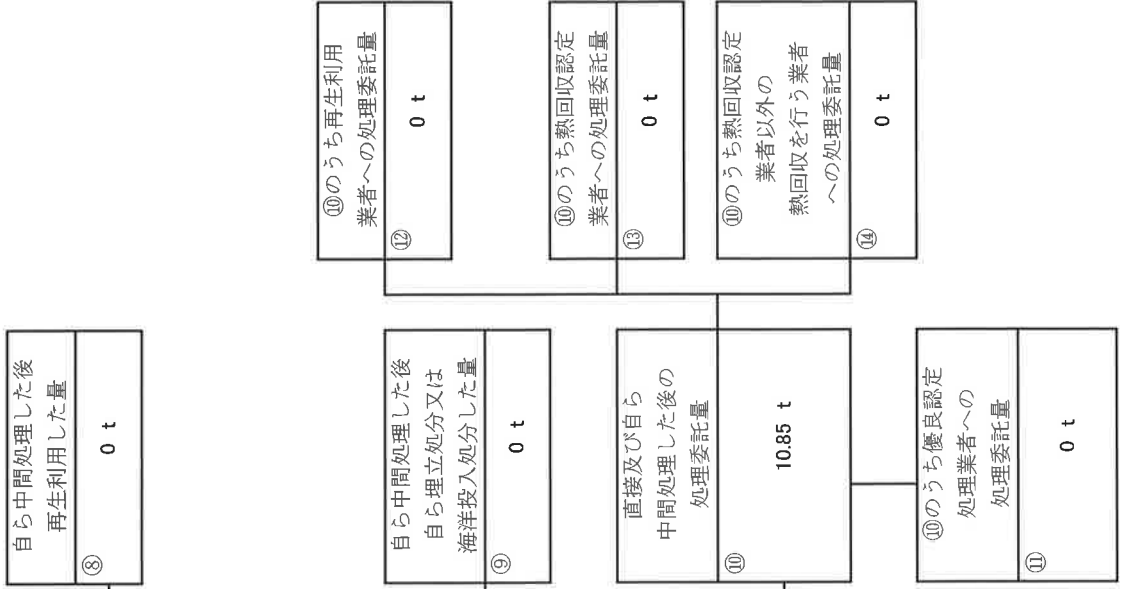 自ら中間処理した後
再生利用した量
⑧
0 t
自ら中間処理した後
自ら埋立処分又は
海洋投入処分した量
⑨
0 t
直接及び自ら
中間処理した後の
処理委託量
⑩
10.85 t
⑩のうち優良認定
処理業者への
処理委託量
⑪
0 t
⑩のうち再生利用
業者への処理委託量
⑫
0 t
⑩のうち熱回収認定
業者への処理委託量
⑬
0 t
⑩のうち熱回収認定
業者以外の
熱回収を行う業者
への処理委託量
⑭
0 t